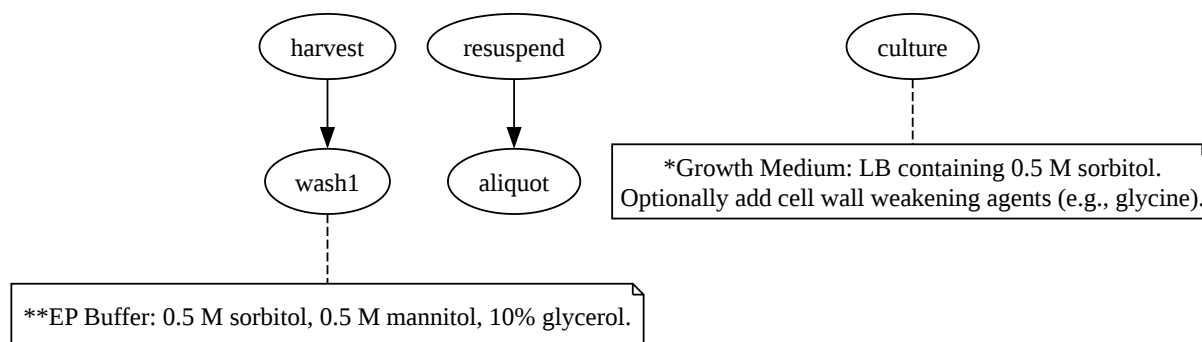 harvest
resuspend
culture
wash1
aliquot
*Growth Medium: LB containing 0.5 M sorbitol.
Optionally add cell wall weakening agents (e.g., glycine).
**EP Buffer: 0.5 M sorbitol, 0.5 M mannitol, 10% glycerol.